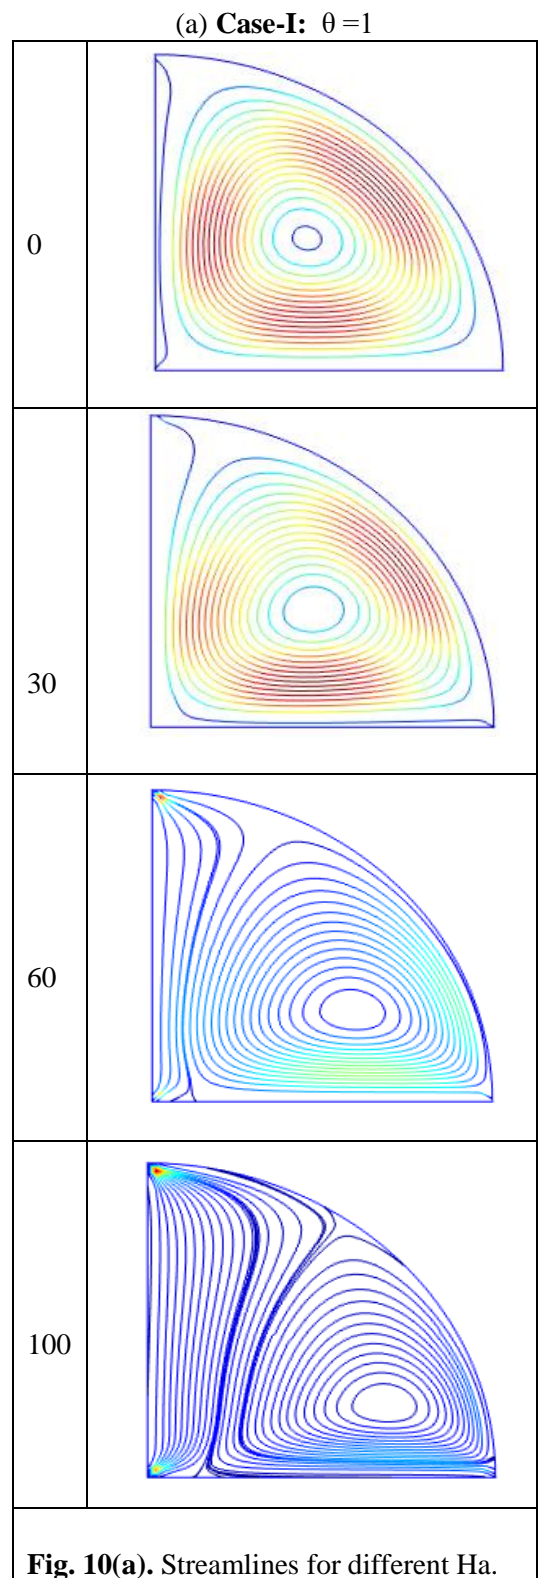 (a) Case-I: θ =1
0
30
60
100
Fig. 10(a). Streamlines for different Ha.